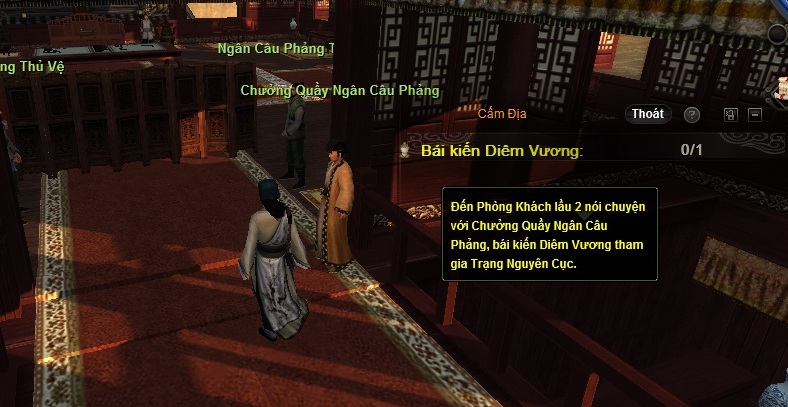 Ngân Câu Phảng T
ng Thủ Vệ
Chưởng Quầy Ngân Câu Phảng
Cấm Địa
Thoát
?
Bái kiến Diêm Vương: 0/1
Đến Phòng Khách lầu 2 nói chuyện
với Chưởng Quầy Ngân Câu
Phảng, bái kiến Diêm Vương tham
gia Trạng Nguyên Cục.